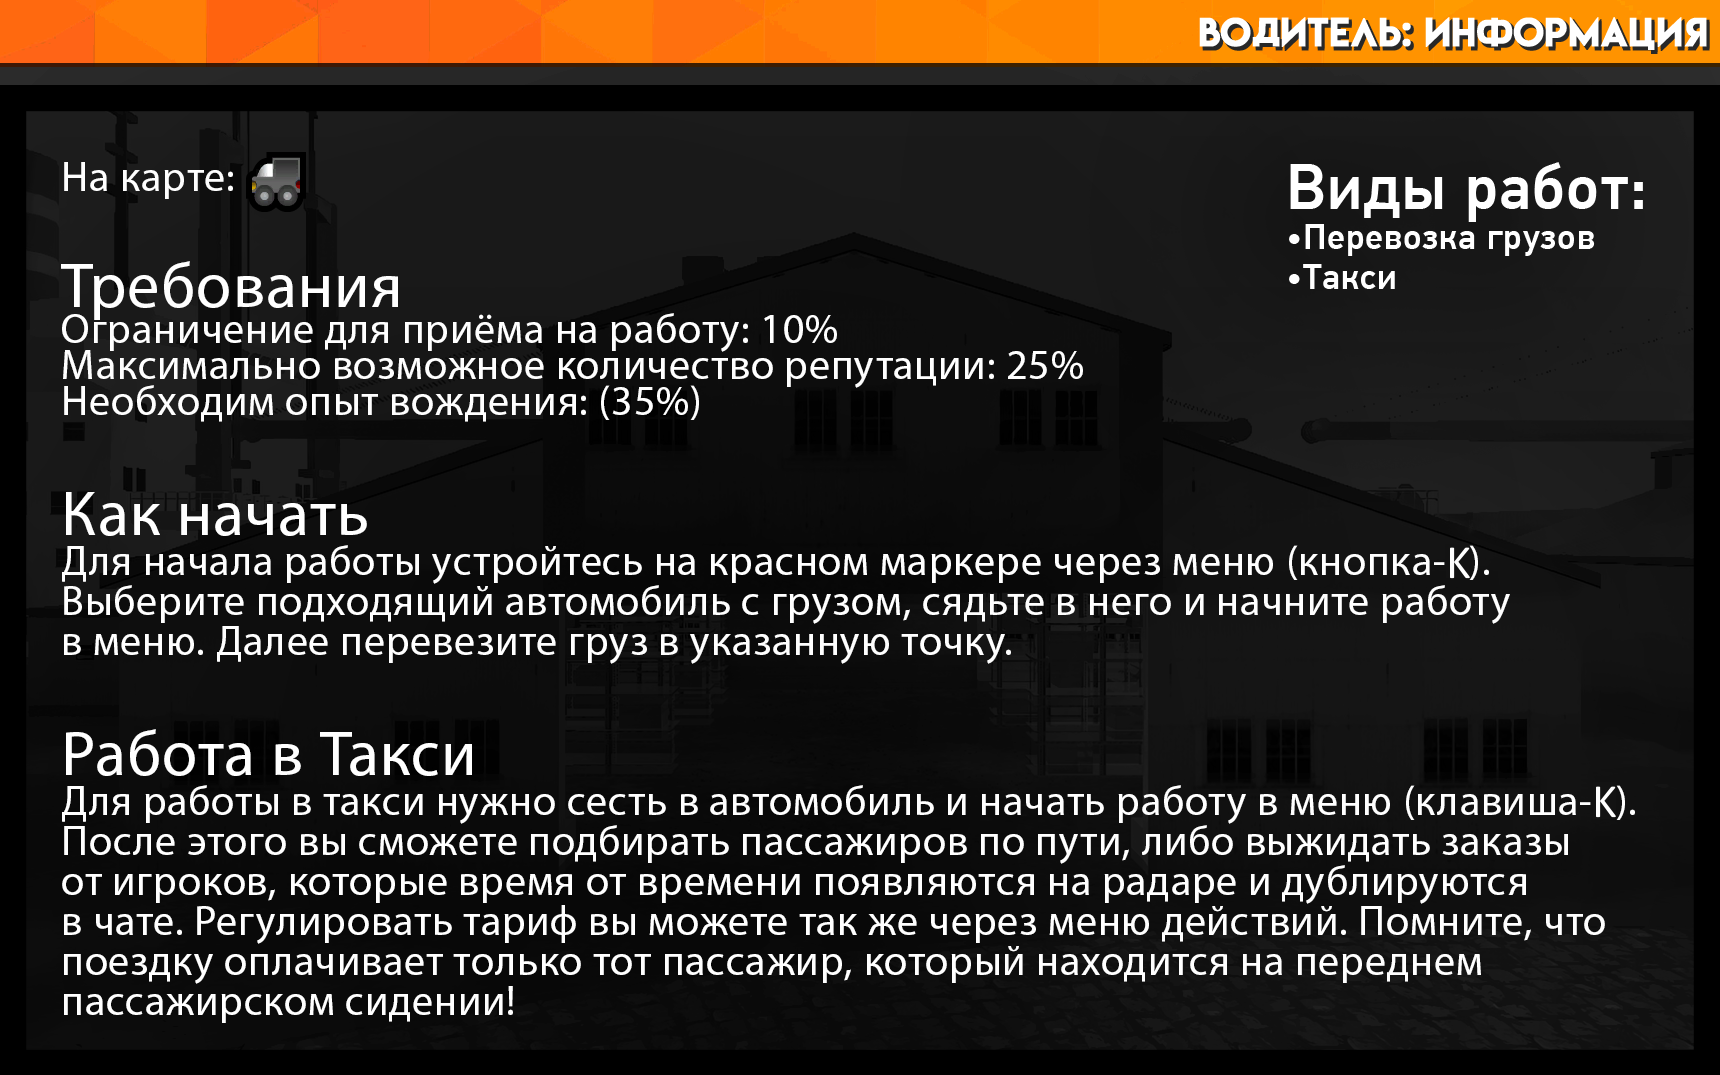 ВОДИТЕЛЬ: ИНФОРМАЦИЯ
На карте:
Виды работ:
•Перевозка грузов
•Такси
Требования
Ограничение для приёма на работу: 10%
Максимально возможное количество репутации: 25%
Необходим опыт вождения: (35%)
Как начать
Для начала работы устройтесь на красном маркере через меню (кнопка-К).
Выберите подходящий автомобиль с грузом, сядьте в него и начните работу
в меню. Далее перевезите груз в указанную точку.
Работа в Такси
Для работы в такси нужно сесть в автомобиль и начать работу в меню (клавиша-К).
После этого вы сможете подбирать пассажиров по пути, либо выжидать заказы
от игроков, которые время от времени появляются на радаре и дублируются
в чате. Регулировать тариф вы можете так же через меню действий. Помните, что
поездку оплачивает только тот пассажир, который находится на переднем
пассажирском сидении!